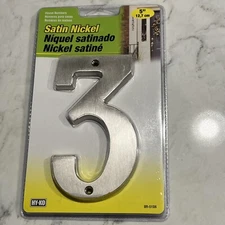 Satin Nickel
Níquel satinado
Nickel satiné
5"
12,7 cm
3
HY-KO